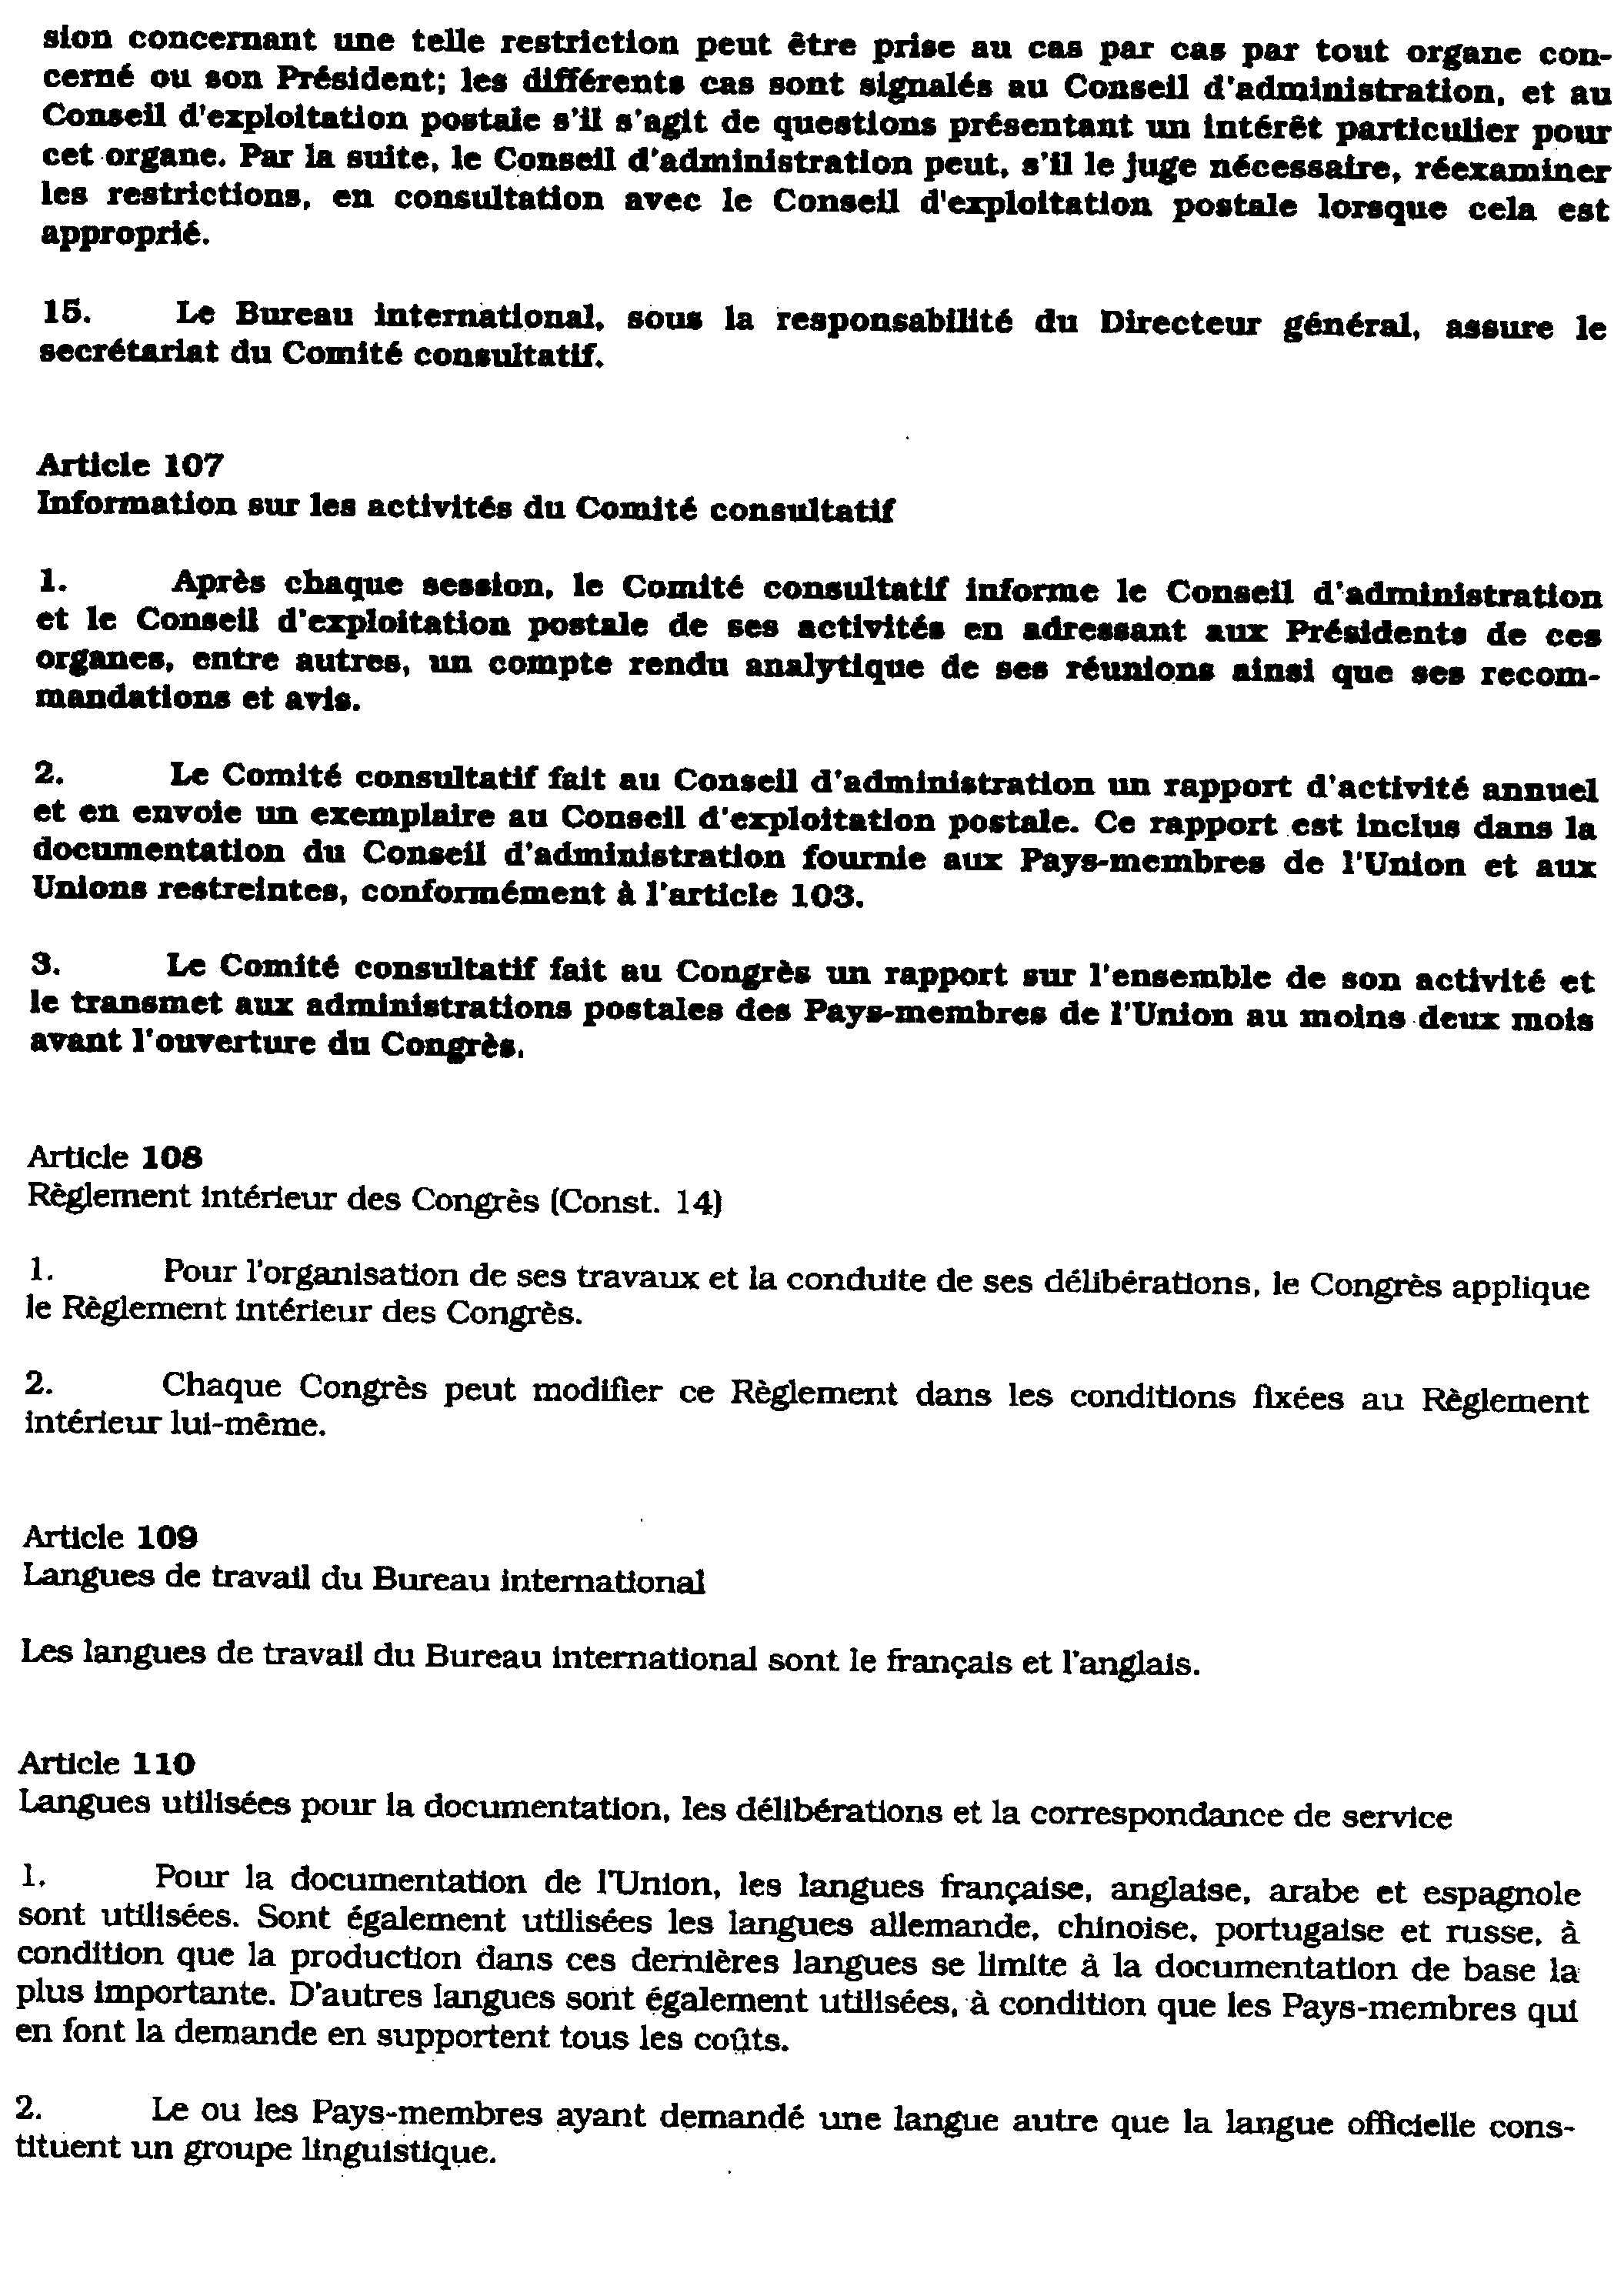 sion concernant une telle restriction peut être prise au cas par cas par tout organe con-
cerné ou son Président; les différents cas sont signalés au Conseil d'administration, et au
Conseil d'exploitation postale s'il s'agit de questions présentant un intérêt particulier pour
cet organe. Par la suite, le Conseil d'administration peut, s'il le juge nécessaire, réexaminer
les restrictions, en consultation avec le Conseil d'exploitation postale lorsque cela est
approprié.
15. Le Bureau international, sous la responsabilité du Directeur général, assure le
secrétariat du Comité consultatif.
Article 107
Information sur les activités du Comité consultatif
1. Après chaque session, le Comité consultatif informe le Conseil d'administration
et le Conseil d'exploitation postale de ses activités en adressant aux Présidents de ces
organes, entre autres, un compte rendu analytique de ses réunions ainsi que ses recom-
mandations et avis.
2. Le Comité consultatif fait au Conseil d'administration un rapport d'activité annuel
et en envoie un exemplaire au Conseil d'exploitation postale. Ce rapport est inclus dans la
documentation du Conseil d'administration fournie aux Pays-membres de l'Union et aux
Unions restreintes, conformément à l'article 103.
3. Le Comité consultatif fait au Congrès un rapport sur l'ensemble de son activité et
le transmet aux administrations postales des Pays-membres de l'Union au moins deux mois
avant l'ouverture du Congrès.
Article 108
Règlement intérieur des Congrès (Const. 14)
1. Pour l'organisation de ses travaux et la conduite de ses délibérations, le Congrès applique
le Règlement intérieur des Congrès.
2. Chaque Congrès peut modifier ce Règlement dans les conditions fixées au Règlement
intérieur lui-même.
Article 109
Langues de travail du Bureau international
Les langues de travail du Bureau international sont le français et l'anglais.
Article 110
Langues utilisées pour la documentation, les délibérations et la correspondance de service
1. Pour la documentation de l'Union, les langues française, anglaise, arabe et espagnole
sont utilisées. Sont également utilisées les langues allemande, chinoise, portugaise et russe, à
condition que la production dans ces dernières langues se limite à la documentation de base la
plus importante. D'autres langues sont également utilisées, à condition que les Pays-membres qui
en font la demande en supportent tous les coûts.
2. Le ou les Pays-membres ayant demandé une langue autre que la langue officielle cons-
tituent un groupe linguistique.